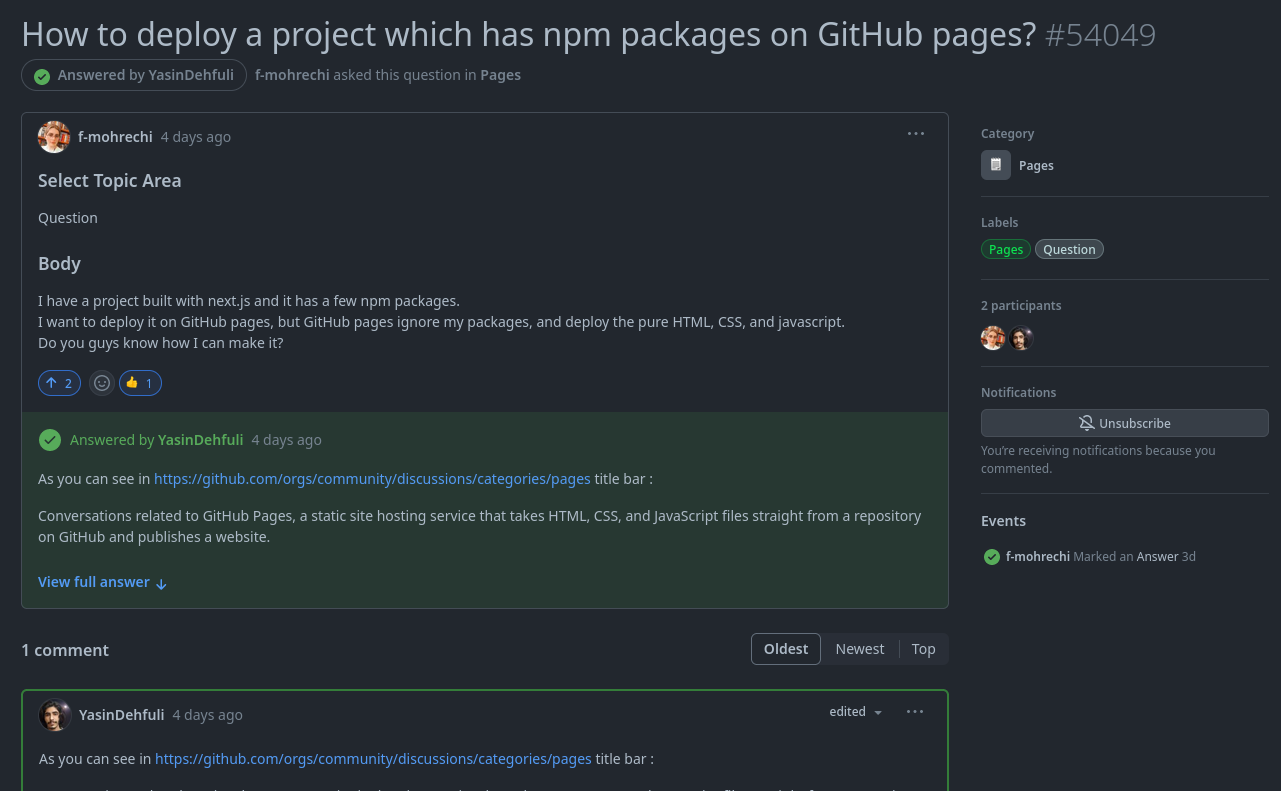 How to deploy a project which has npm packages on GitHub pages? #54049
Answered by YasinDehfuli f-mohrechi asked this question in Pages
f-mohrechi 4 days ago
Select Topic Area
Question
Body
I have a project built with next.js and it has a few npm packages.
I want to deploy it on GitHub pages, but GitHub pages ignore my packages, and deploy the pure HTML, CSS, and javascript.
Do you guys know how I can make it?
2 1
Answered by YasinDehfuli 4 days ago
As you can see in https://github.com/orgs/community/discussions/categories/pages title bar :
Conversations related to GitHub Pages, a static site hosting service that takes HTML, CSS, and JavaScript files straight from a repository
on GitHub and publishes a website.
View full answer
1 comment
Oldest Newest Top
YasinDehfuli 4 days ago edited
As you can see in https://github.com/orgs/community/discussions/categories/pages title bar :
Category
Pages
Labels
Pages Question
2 participants
Notifications
Unsubscribe
You're receiving notifications because you
commented.
Events
f-mohrechi Marked an Answer 3d